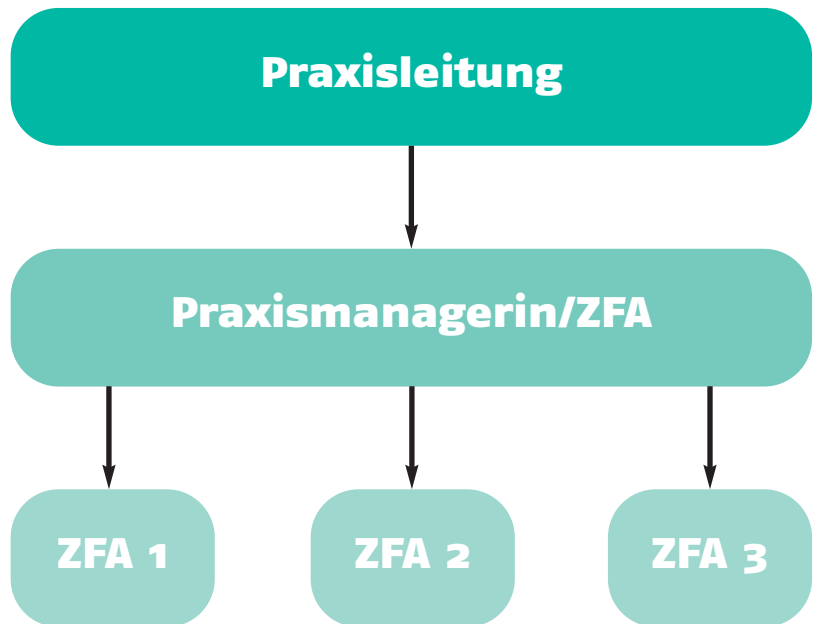 Praxisleitung
Praxismanagerin/ZFA
ZFA 1
ZFA 2
ZFA 3